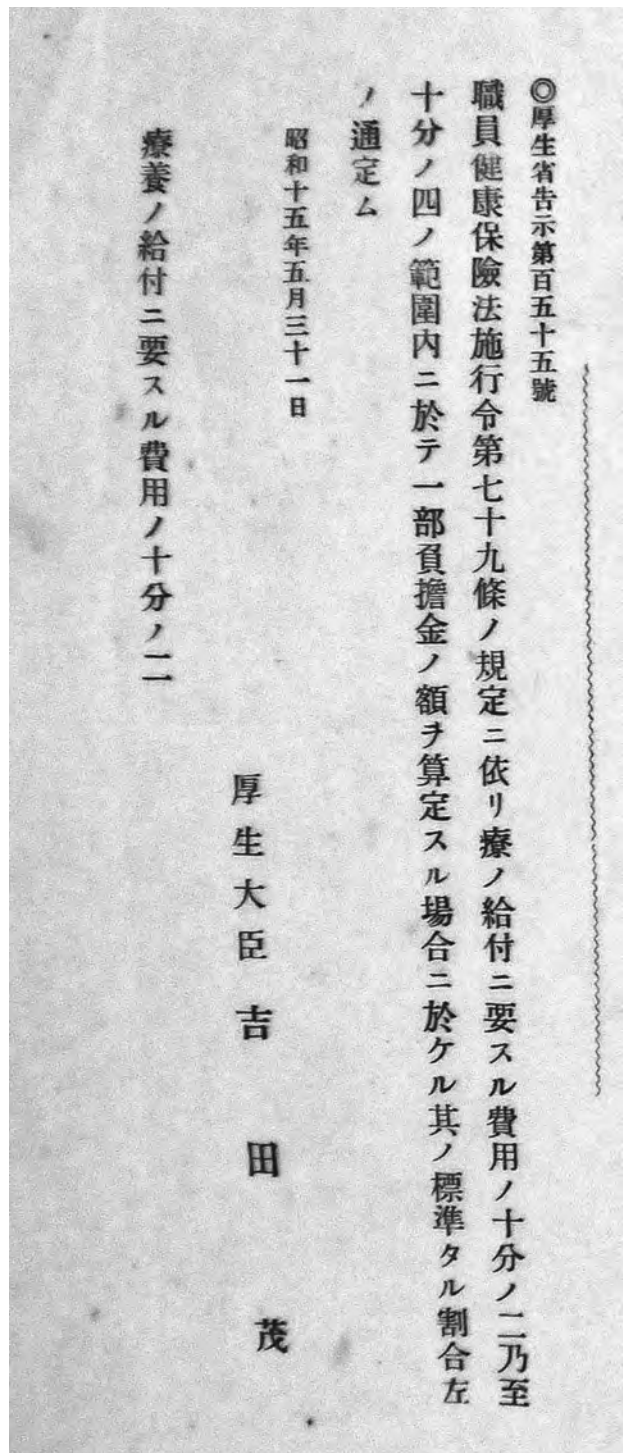 ◎厚生省告示第百五十五號
職員健康保險法施行令第七十九條ノ規定ニ依リ療ノ給付ニ要スル費用ノ十分ノ二乃至
十分ノ四ノ範圍内ニ於テ一部負擔金ノ額ヲ算定スル場合ニ於ケル其ノ標準タル割合左
ノ通定ム
昭和十五年五月三十一日
厚生大臣 吉田茂
療養ノ給付ニ要スル費用ノ十分ノ二